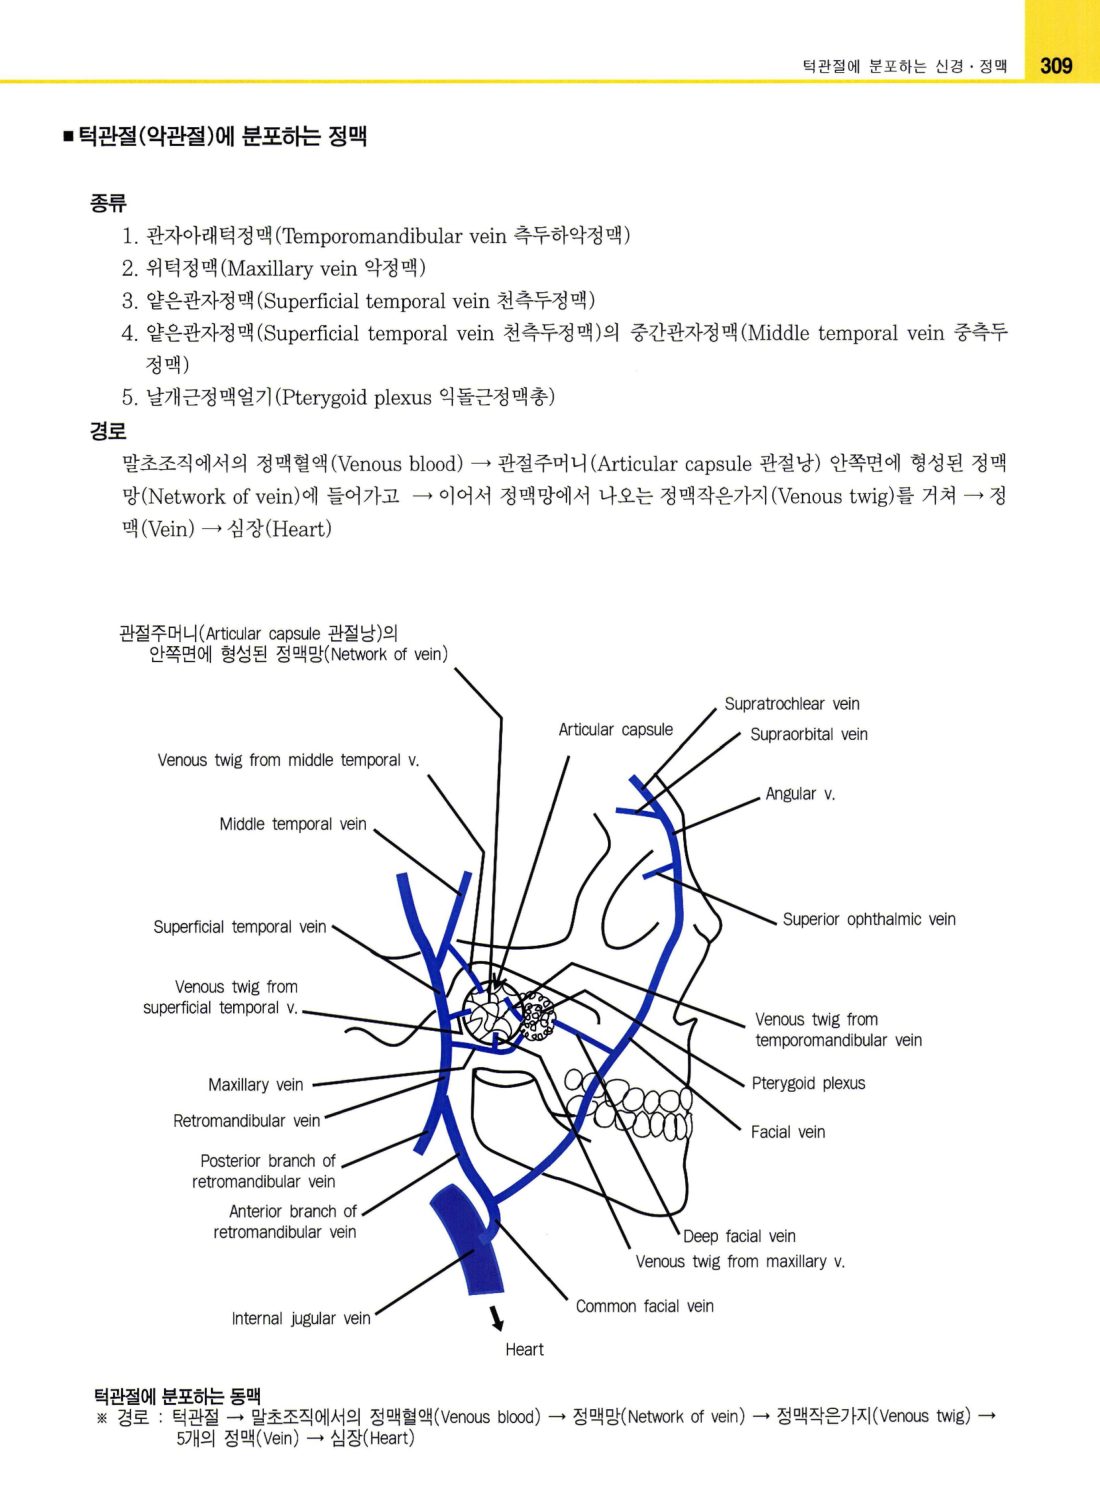 턱관절에 분포하는 신경·정맥 309
■ 턱관절(악관절)에 분포하는 정맥
종류
1. 관자아래턱정맥(Temporomandibular vein 측두하악정맥)
2. 위턱정맥(Maxillary vein 악정맥)
3. 얕은관자정맥(Superficial temporal vein 천측두정맥)
4. 얕은관자정맥(Superficial temporal vein 천측두정맥)의 중간관자정맥(Middle temporal vein 중측두
정맥)
5. 날개근정맥얼기(Pterygoid plexus 익돌근정맥총)
경로
말초조직에서의 정맥혈액(Venous blood) → 관절주머니(Articular capsule 관절낭) 안쪽면에 형성된 정맥
망(Network of vein)에 들어가고 → 이어서 정맥망에서 나오는 정맥작은가지(Venous twig)를 거쳐 → 정
맥(Vein) → 심장(Heart)
관절주머니(Articular capsule 관절낭)의
안쪽면에 형성된 정맥망(Network of vein)
Supratrochlear vein
Articular capsule
Supraorbital vein
Venous twig from middle temporal v.
Angular v.
Middle temporal vein
Superior ophthalmic vein
Superficial temporal vein
Venous twig from
superficial temporal v.
Venous twig from
temporomandibular vein
Maxillary vein
Pterygoid plexus
Retromandibular vein
Facial vein
Posterior branch of
retromandibular vein
Anterior branch of
retromandibular vein
Deep facial vein
Venous twig from maxillary v.
Common facial vein
Internal jugular vein
Heart
턱관절에 분포하는 동맥
※ 경로 : 턱관절 → 말초조직에서의 정맥혈액(Venous blood) → 정맥망(Network of vein) → 정맥작은가지(Venous twig) →
5개의 정맥(Vein) → 심장(Heart)